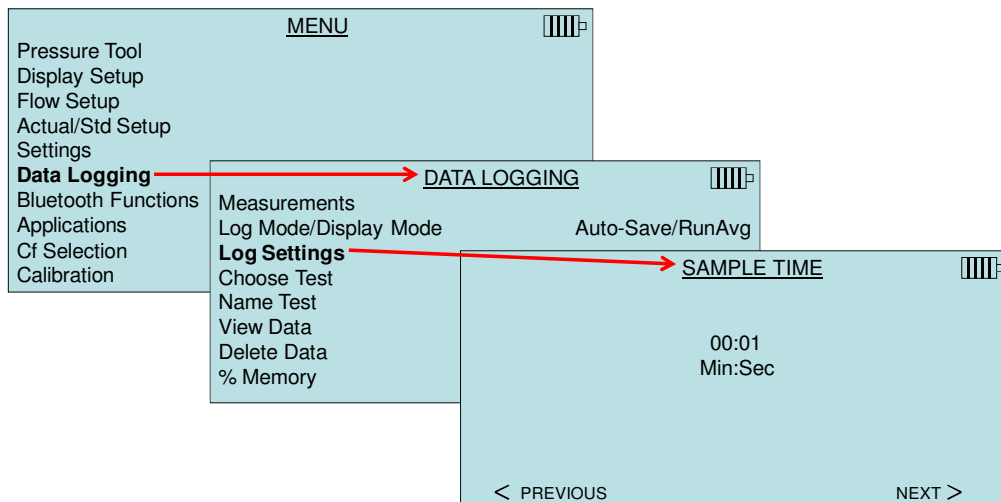 MENU
Pressure Tool
Display Setup
Flow Setup
Actual/Std Setup
Settings
Data Logging
Bluetooth Functions
Applications
Cf Selection
Calibration
DATA LOGGING
Measurements
Log Mode/Display Mode Auto-Save/RunAvg
Log Settings
Choose Test
Name Test
View Data
Delete Data
% Memory
SAMPLE TIME
00:01
Min:Sec
< PREVIOUS NEXT >